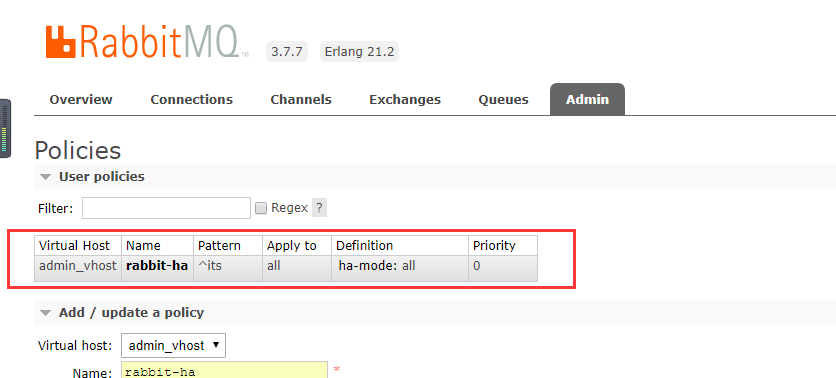 RabbitMQ TM 3.7.7 Erlang 21.2
Overview Connections Channels Exchanges Queues Admin
Policies
User policies
Filter: Regex ?
Virtual Host Name Pattern Apply to Definition Priority
admin_vhost rabbit-ha ^its all ha-mode: all 0
Add / update a policy
Virtual host: admin_vhost
Name: rabbit-ha *